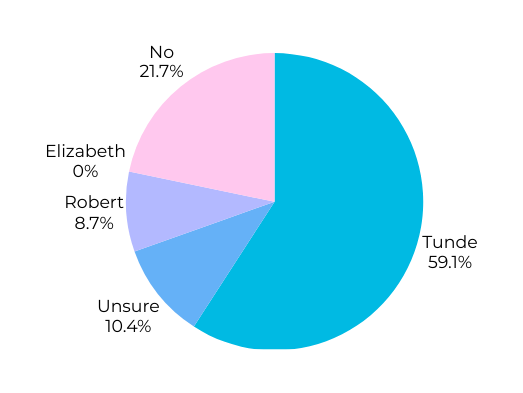 No
21.7%
Elizabeth
0%
Robert
8.7%
Unsure
10.4%
Tunde
59.1%